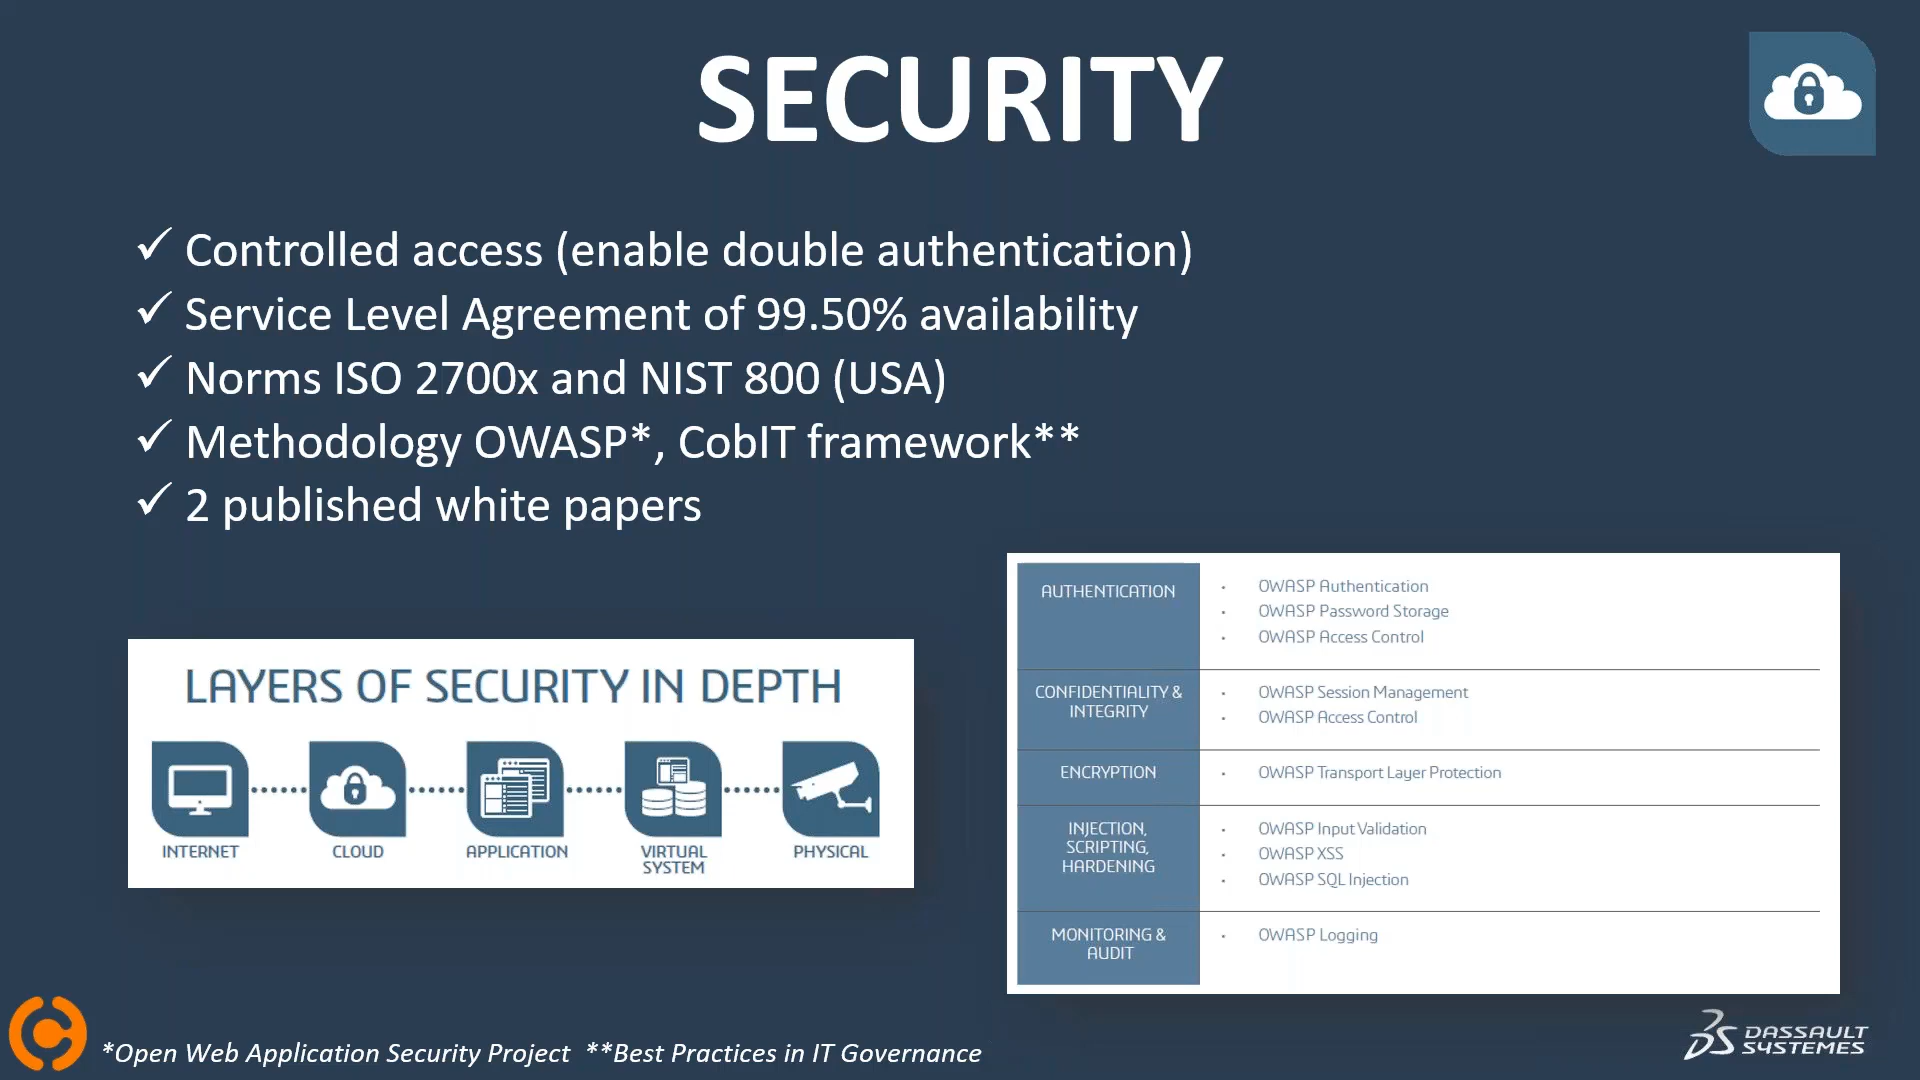 SECURITY
✓ Controlled access (enable double authentication)
✓ Service Level Agreement of 99.50% availability
✓ Norms ISO 2700x and NIST 800 (USA)
✓ Methodology OWASP*, CobIT framework**
✓ 2 published white papers
LAYERS OF SECURITY IN DEPTH
INTERNET
CLOUD
APPLICATION
VIRTUAL
SYSTEM
PHYSICAL
AUTHENTICATION
• OWASP Authentication
• OWASP Password Storage
• OWASP Access Control
CONFIDENTIALITY &
INTEGRITY
• OWASP Session Management
• OWASP Access Control
ENCRYPTION
• OWASP Transport Layer Protection
INJECTION,
SCRIPTING,
HARDENING
• OWASP Input Validation
• OWASP XSS
• OWASP SQL Injection
MONITORING &
AUDIT
• OWASP Logging
*Open Web Application Security Project **Best Practices in IT Governance
DASSAULT
SYSTEMES